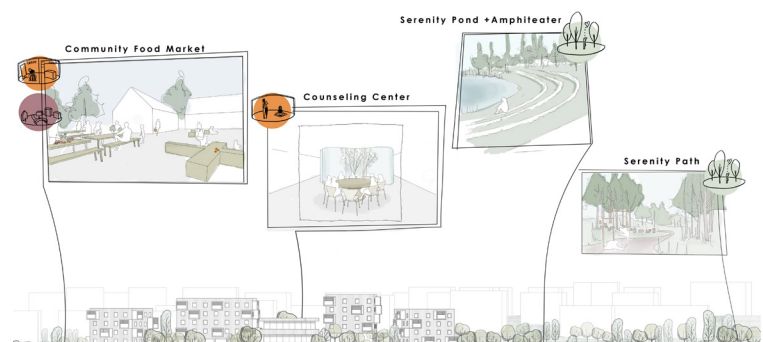 Serenity Pond +Amphiteater
Community Food Market
Counseling Center
Serenity Path